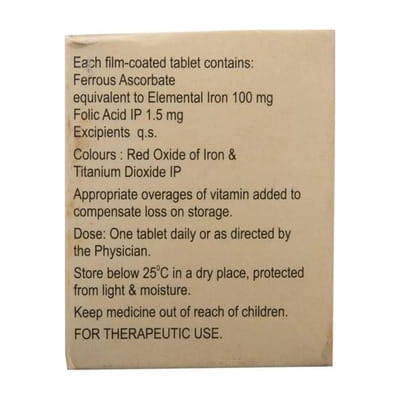 Each film-coated tablet contains:
Ferrous Ascorbate
equivalent to Elemental Iron 100 mg
Folic Acid IP 1.5 mg
Excipients q.s.
Colours : Red Oxide of Iron &
Titanium Dioxide IP
Appropriate overages of vitamin added to
compensate loss on storage.
Dose: One tablet daily or as directed by
the Physician.
Store below 25°C in a dry place, protected
from light & moisture.
Keep medicine out of reach of children.
FOR THERAPEUTIC USE.